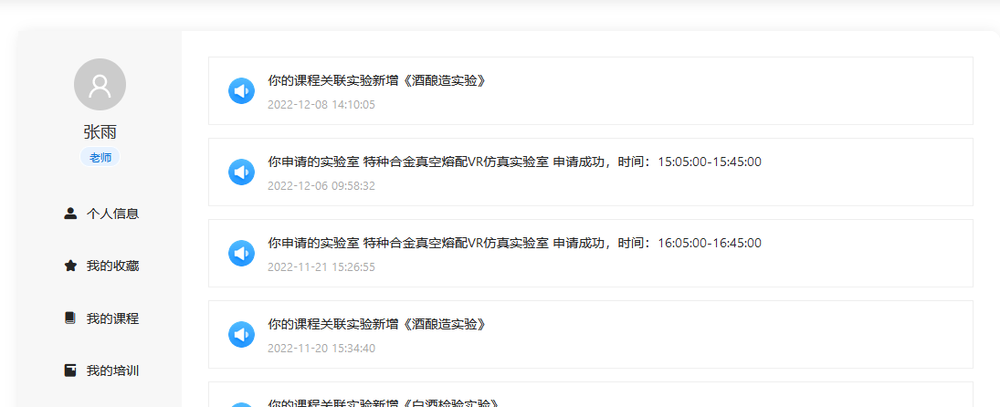 张雨
老师
个人信息
我的收藏
我的课程
我的培训
你的课程关联实验新增《酒酿造实验》
2022-12-08 14:10:05
你申请的实验室 特种合金真空熔配VR仿真实验室 申请成功，时间：15:05:00-15:45:00
2022-12-06 09:58:32
你申请的实验室 特种合金真空熔配VR仿真实验室 申请成功，时间：16:05:00-16:45:00
2022-11-21 15:26:55
你的课程关联实验新增《酒酿造实验》
2022-11-20 15:34:40
你的课程关联实验新增《白酒检验实验》